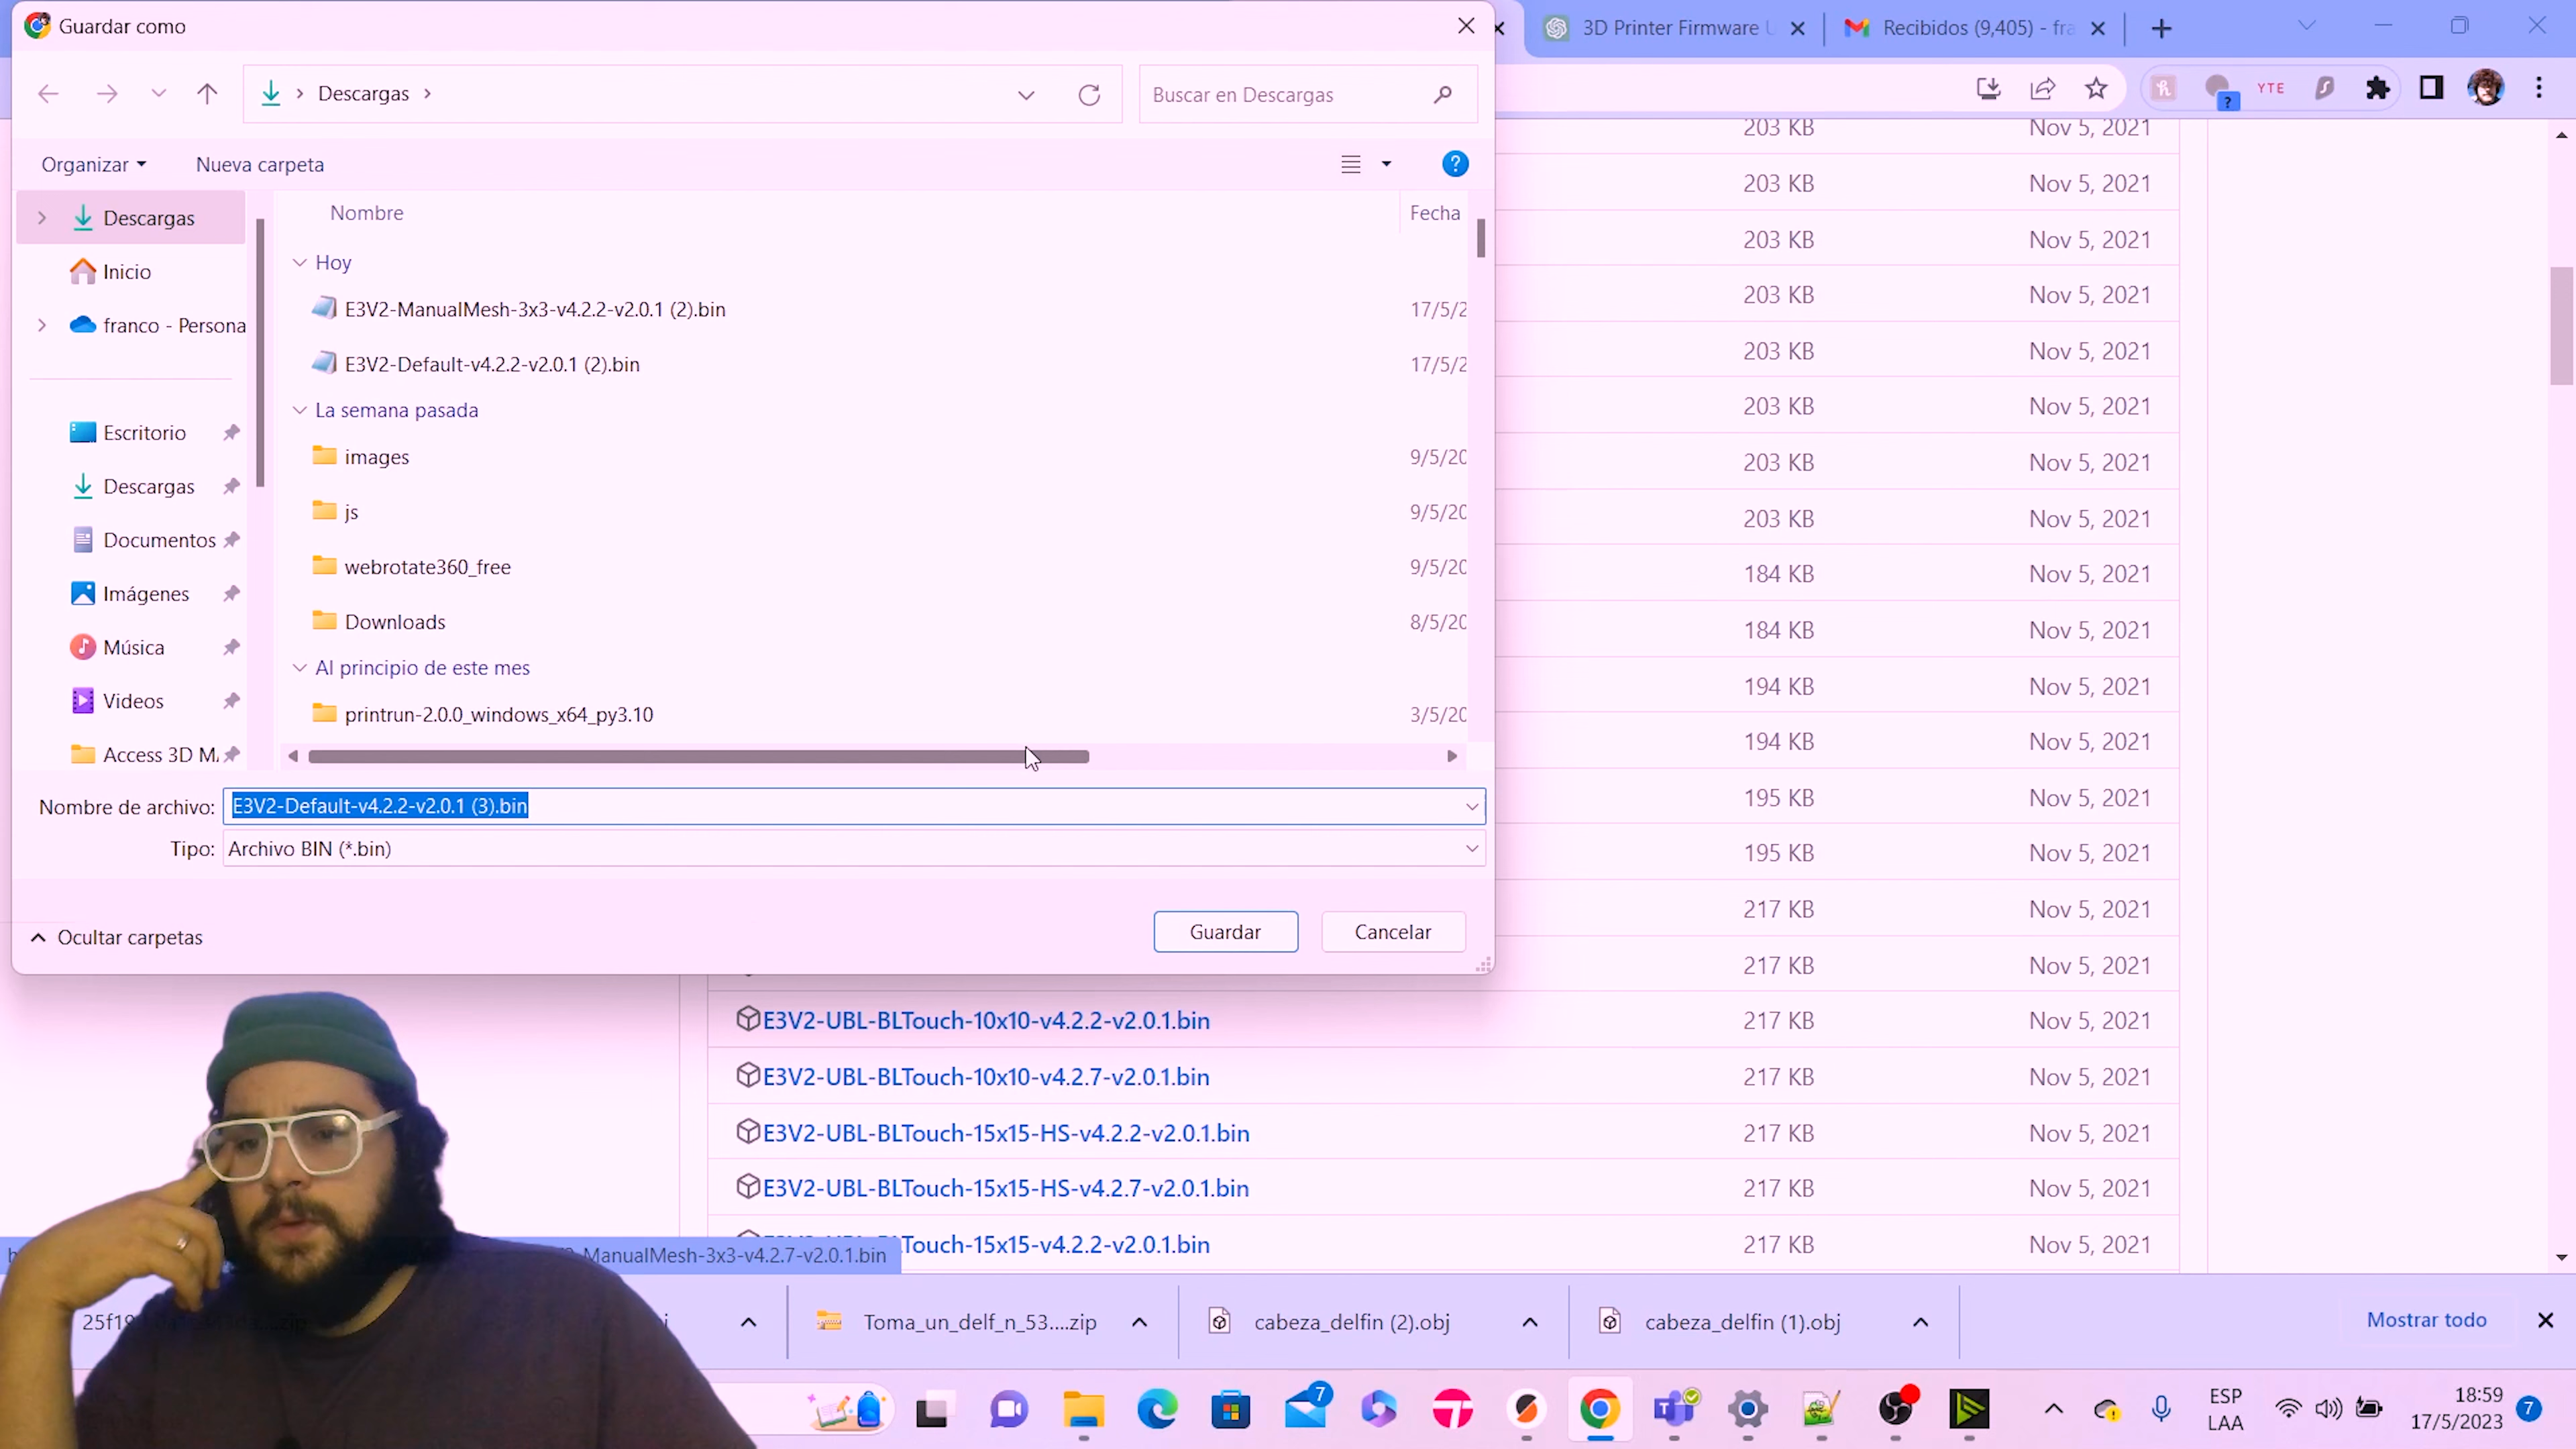 Guardar como
3D Printer Firmware U
Recibidos (9,405) - fra
Descargas
Buscar en Descargas
YTE
?
Organizar
Nueva carpeta
?
Nombre
Fecha
Descargas
Inicio
franco - Persona
Escritorio
Descargas
Documentos
Imágenes
Música
Videos
Access 3D M
Hoy
E3V2-ManualMesh-3x3-v4.2.2-v2.0.1 (2).bin 17/5/2
E3V2-Default-v4.2.2-v2.0.1 (2).bin 17/5/2
La semana pasada
images 9/5/20
js 9/5/20
webrotate360_free 9/5/20
Downloads 8/5/20
Al principio de este mes
printrun-2.0.0_windows_x64_py3.10 3/5/20
Nombre de archivo: E3V2-Default-v4.2.2-v2.0.1 (3).bin
Tipo: Archivo BIN (*.bin)
Ocultar carpetas
Guardar
Cancelar
203 KB Nov 5, 2021
203 KB Nov 5, 2021
203 KB Nov 5, 2021
203 KB Nov 5, 2021
203 KB Nov 5, 2021
203 KB Nov 5, 2021
203 KB Nov 5, 2021
203 KB Nov 5, 2021
184 KB Nov 5, 2021
184 KB Nov 5, 2021
194 KB Nov 5, 2021
194 KB Nov 5, 2021
195 KB Nov 5, 2021
195 KB Nov 5, 2021
217 KB Nov 5, 2021
217 KB Nov 5, 2021
E3V2-UBL-BLTouch-10x10-v4.2.2-v2.0.1.bin 217 KB Nov 5, 2021
E3V2-UBL-BLTouch-10x10-v4.2.7-v2.0.1.bin 217 KB Nov 5, 2021
E3V2-UBL-BLTouch-15x15-HS-v4.2.2-v2.0.1.bin 217 KB Nov 5, 2021
E3V2-UBL-BLTouch-15x15-HS-v4.2.7-v2.0.1.bin 217 KB Nov 5, 2021
LTouch-15x15-v4.2.2-v2.0.1.bin 217 KB Nov 5, 2021
ManualMesh-3x3-v4.2.7-v2.0.1.bin
Toma_un_delf_n_53....zip
cabeza_delfin (2).obj
cabeza_delfin (1).obj
Mostrar todo
7
ESP
LAA
18:59
17/5/2023
7